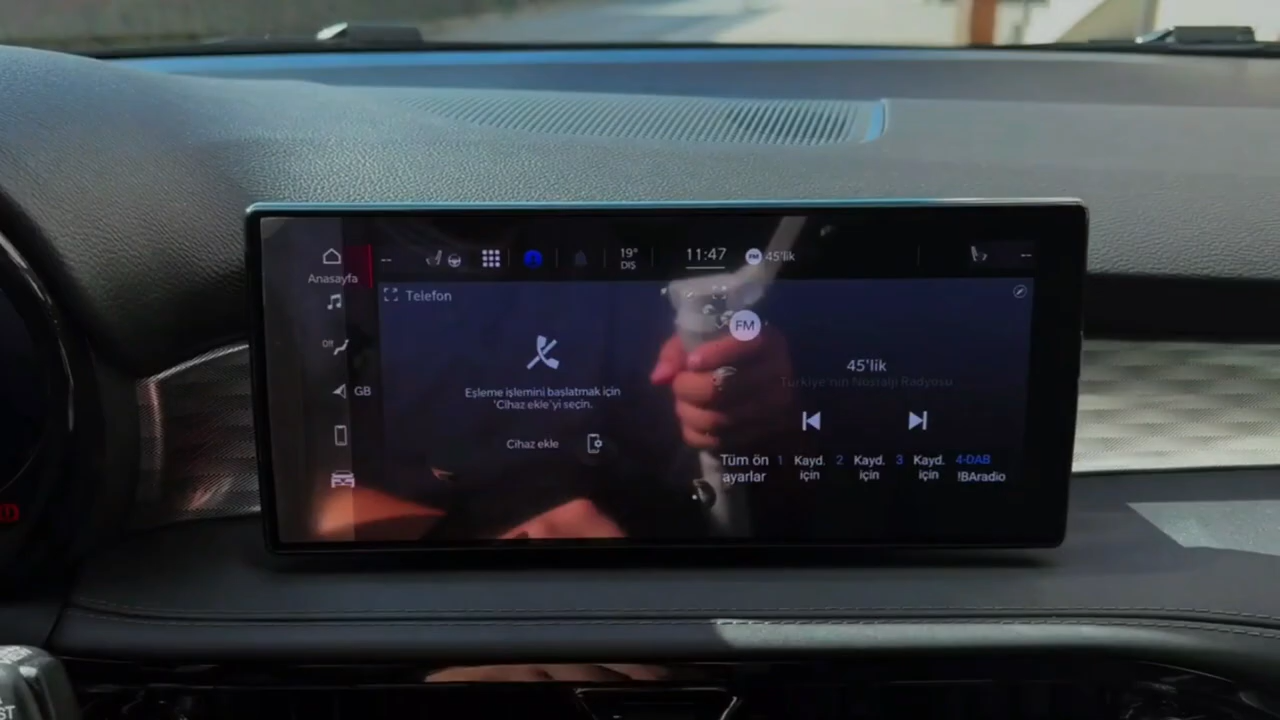 Anasayfa
Off
GB
--
19°
DIŞ
11:47
FM 45'lik
--
Telefon
Eşleme işlemini başlatmak için
'Cihaz ekle'yi seçin.
Cihaz ekle
FM
45'lik
Türkiye'nin Nostalji Radyosu
Tüm ön
ayarlar
1 Kayd.
için
2 Kayd.
için
3 Kayd.
için
4-DAB
!BAradio
ST